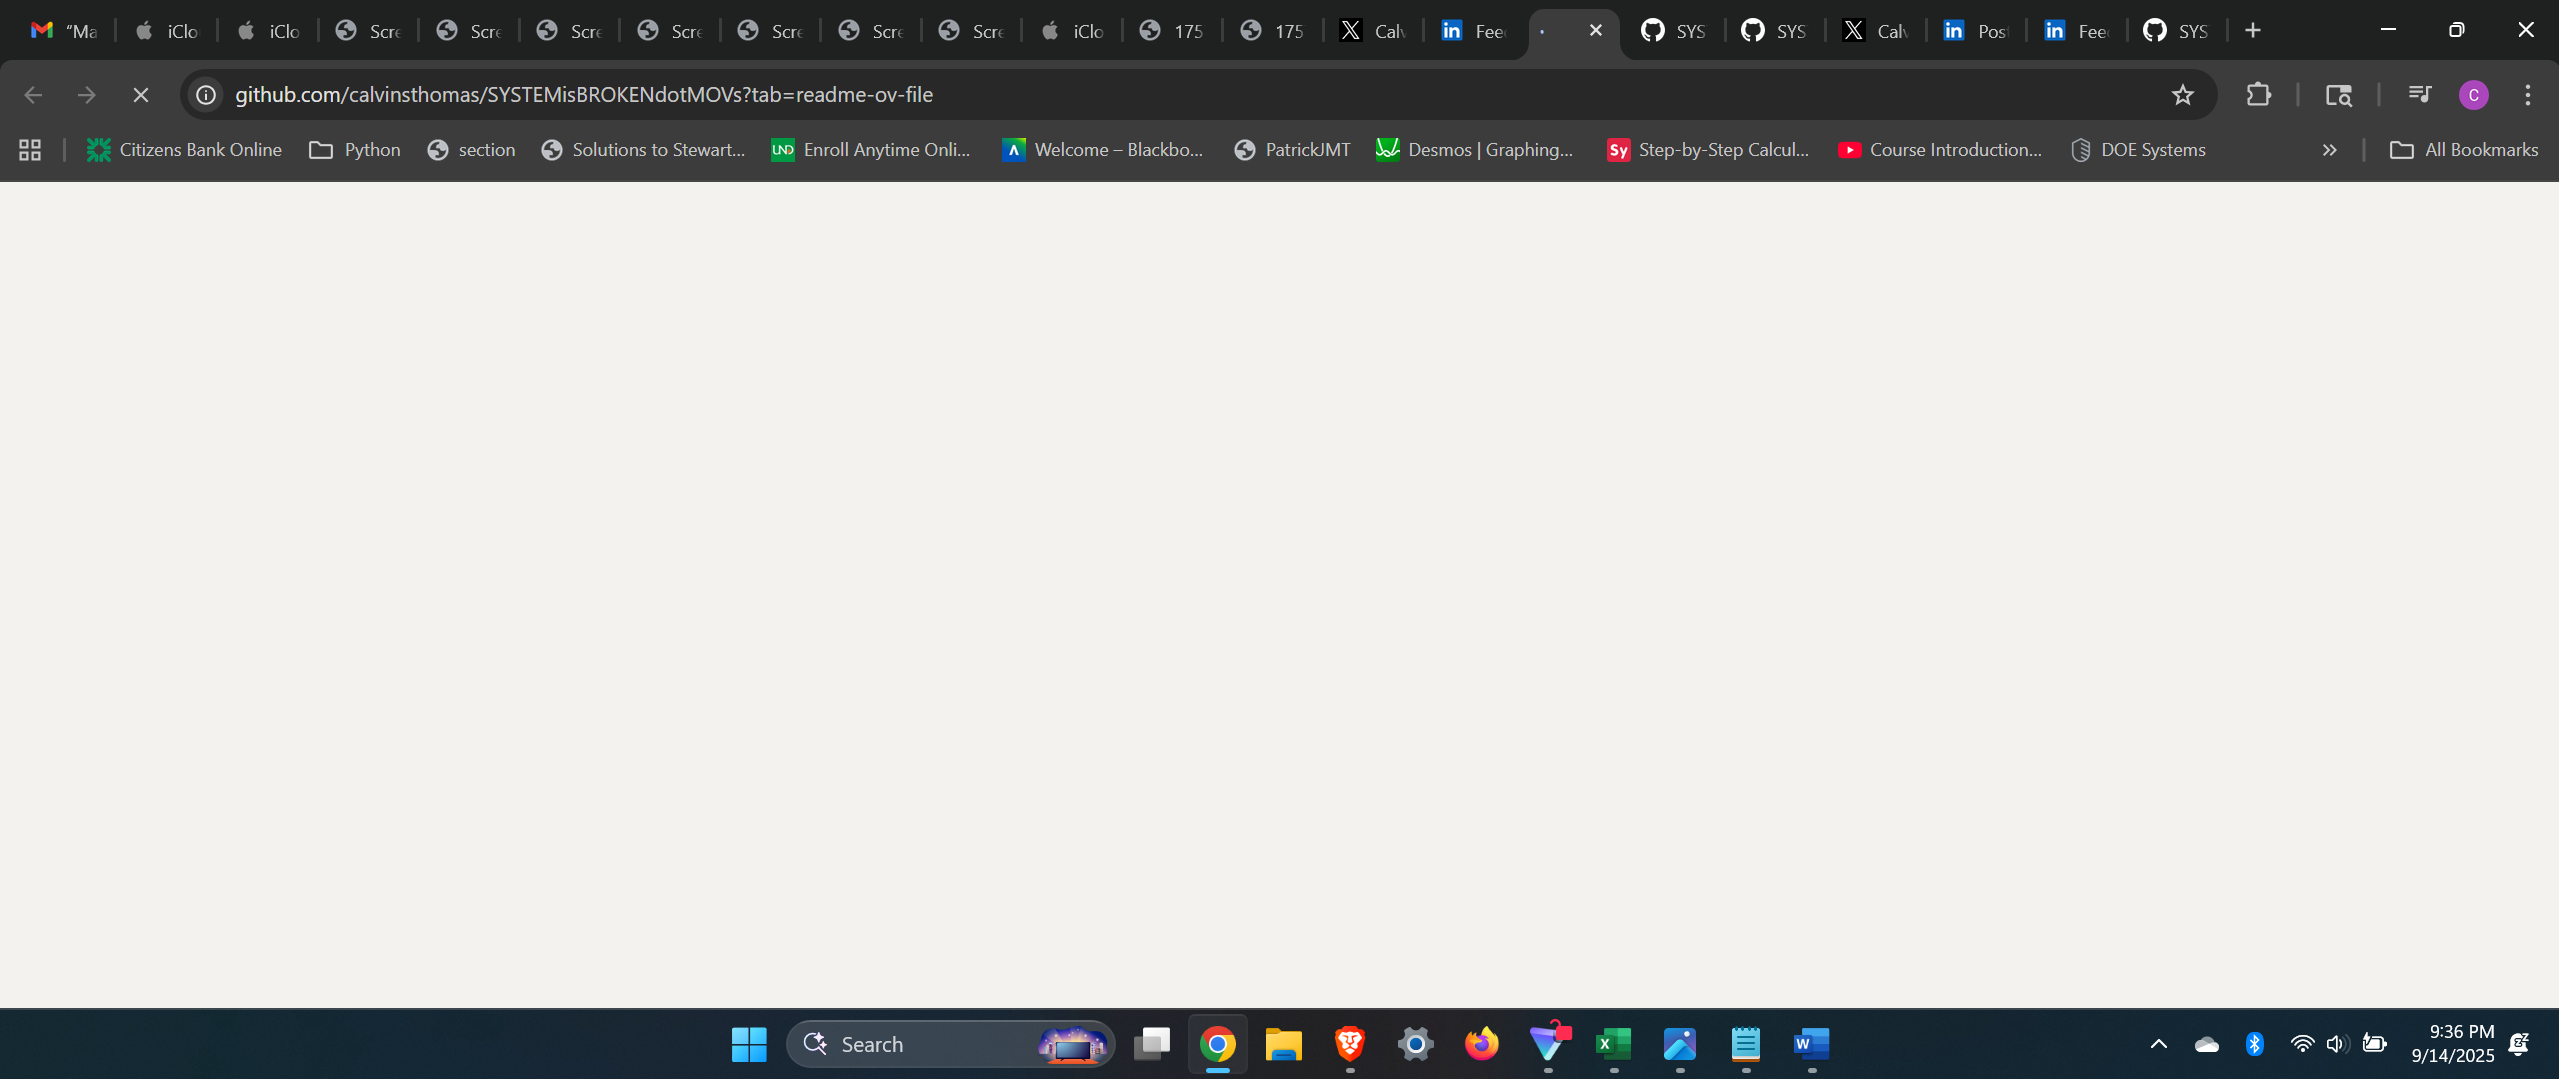 "Ma iClo iClo Scre Scre Scre Scre Scre Scre Scre iClo 175 175 Calv Feed SYS SYS Calv Post Feed SYS
github.com/calvinsthomas/SYSTEMisBROKENdotMOVs?tab=readme-ov-file
C
Citizens Bank Online Python section Solutions to Stewart... UND Enroll Anytime Onli... Welcome – Blackbo... PatrickJMT Desmos | Graphing... Sy Step-by-Step Calcul... Course Introduction... DOE Systems » All Bookmarks
Search
9:36 PM
9/14/2025